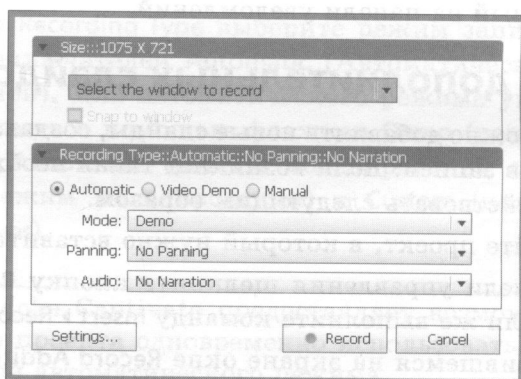 Size:::1075 X 721
Select the window to record
Snap to window
Recording Type::Automatic::No Panning::No Narration
Automatic Video Demo Manual
Mode: Demo
Panning: No Panning
Audio: No Narration
Settings... Record Cancel